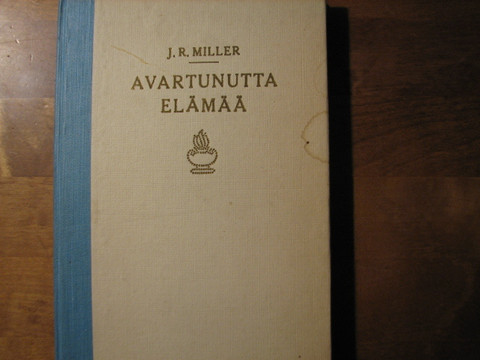 J. R. MILLER
AVARTUNUTTA
ELÄMÄÄ